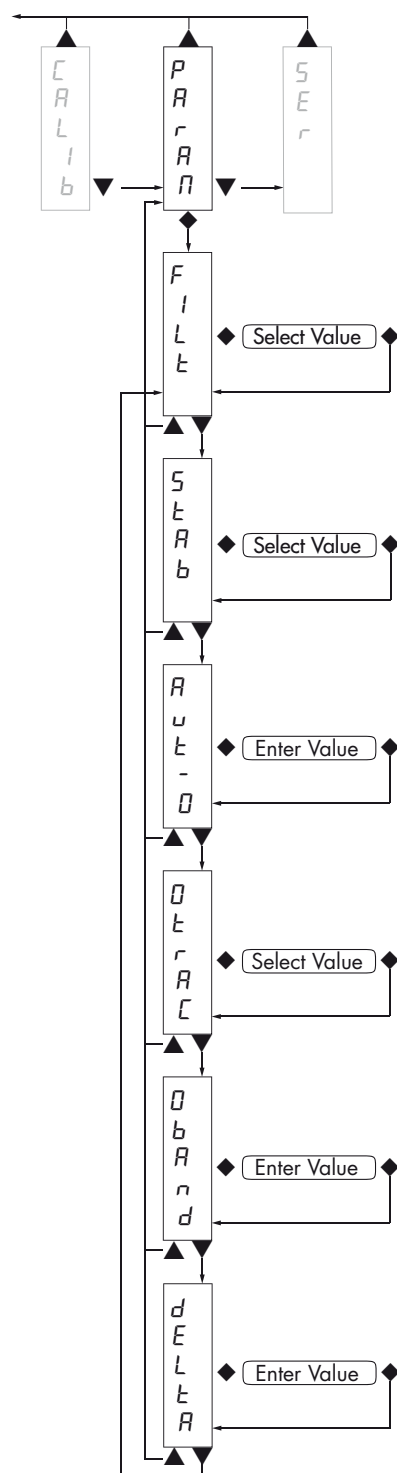 CALIb
PArAM
SEr
FILt
Select Value
StAb
Select Value
Aut-0
Enter Value
0trAC
Select Value
0bAnd
Enter Value
dELtA
Enter Value